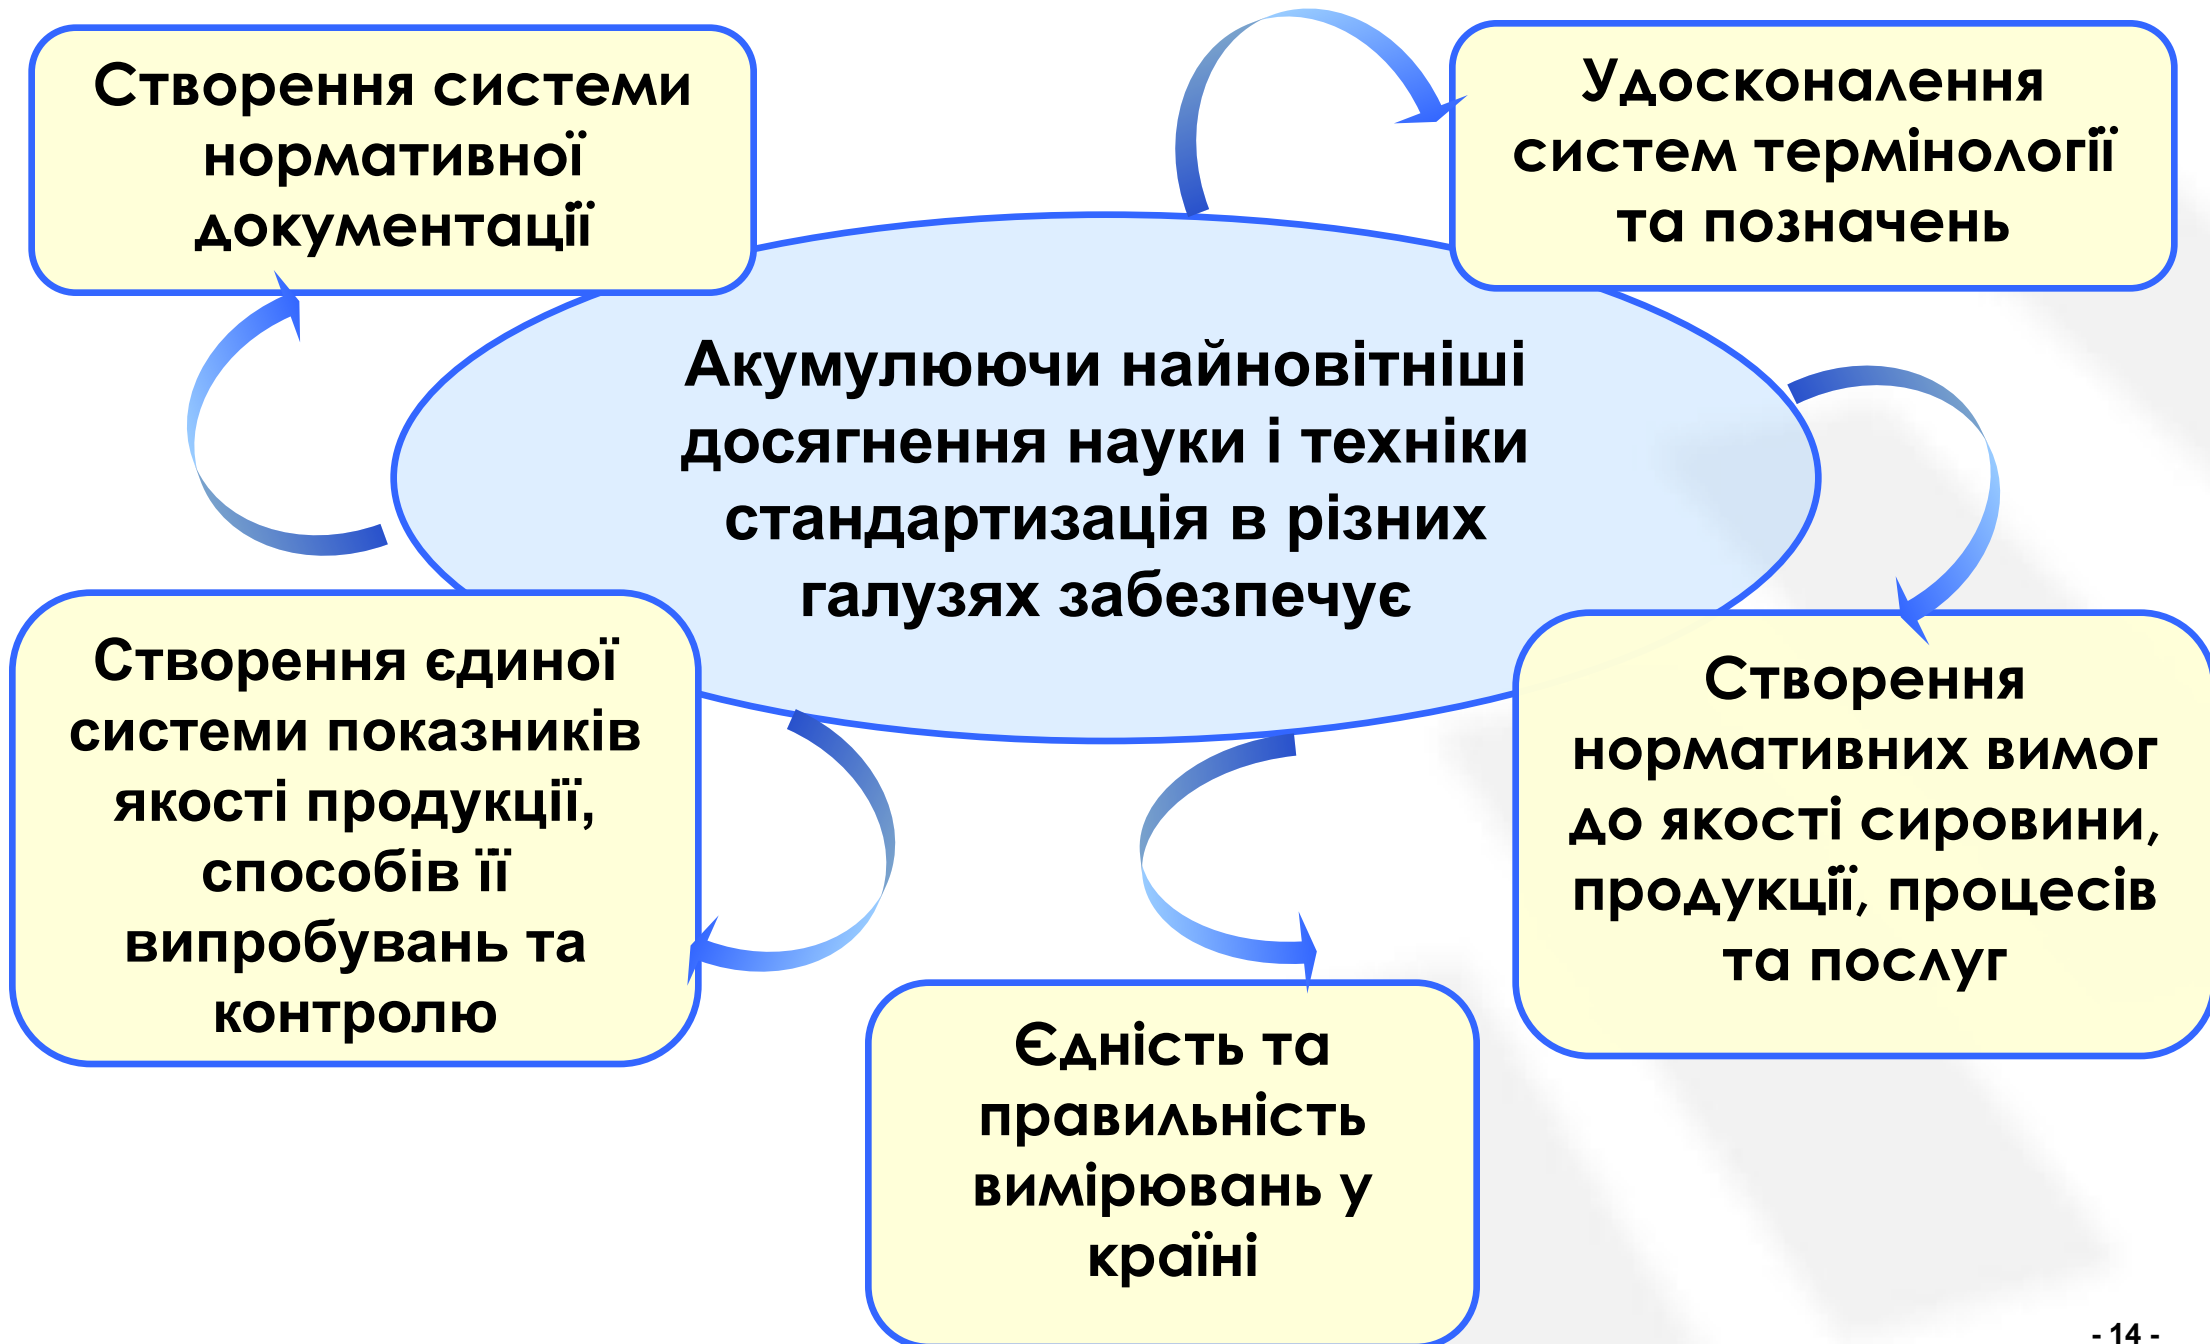 Створення системи
нормативної
документації
Удосконалення
систем термінології
та позначень
Акумулюючи найновітніші
досягнення науки і техніки
стандартизація в різних
галузях забезпечує
Створення єдиної
системи показників
якості продукції,
способів її
випробувань та
контролю
Створення
нормативних вимог
до якості сировини,
продукції, процесів
та послуг
Єдність та
правильність
вимірювань у
країні
- 14 -